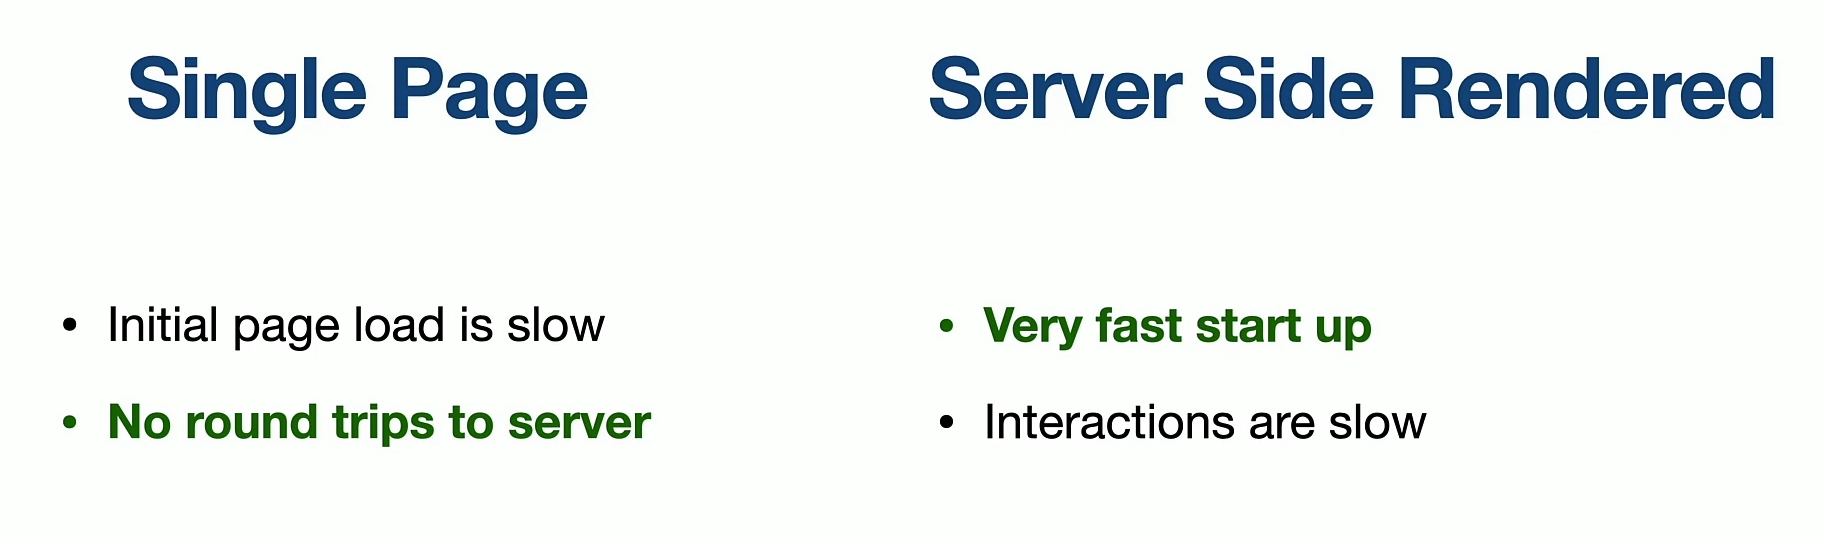 Single Page
• Initial page load is slow
• No round trips to server
Server Side Rendered
• Very fast start up
• Interactions are slow